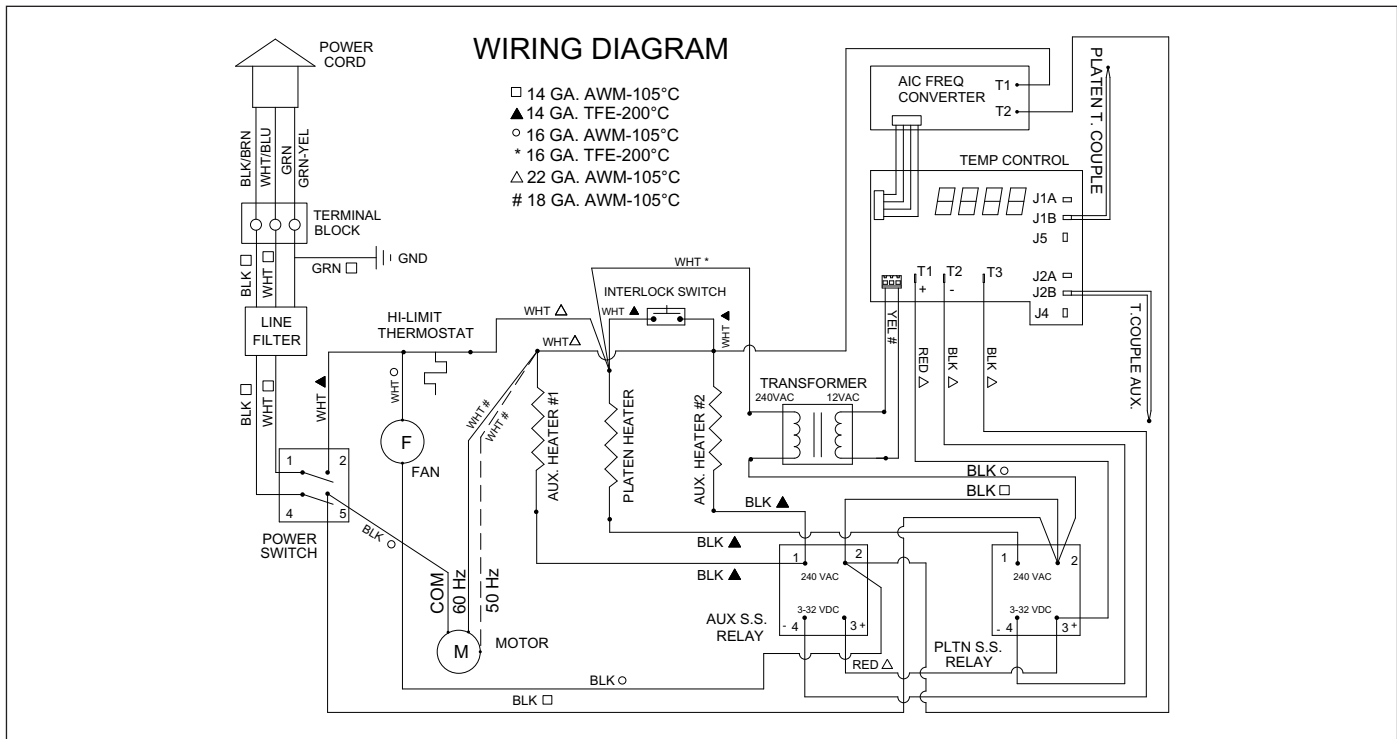 WIRING DIAGRAM
POWER
CORD
□ 14 GA. AWM-105°C
▲ 14 GA. TFE-200°C
○ 16 GA. AWM-105°C
* 16 GA. TFE-200°C
△ 22 GA. AWM-105°C
# 18 GA. AWM-105°C
AIC FREQ
CONVERTER
T1
T2
PLATEN T. COUPLE
BLK/BRN
WHT/BLU
GRN
GRN-YEL
TERMINAL
BLOCK
TEMP CONTROL
8888
J1A
J1B
J5
J2A
J2B
J4
T1
+
T2
-
T3
T.COUPLE AUX.
BLK □
WHT □
GRN □
GND
LINE
FILTER
HI-LIMIT
THERMOSTAT
WHT △
WHT *
INTERLOCK SWITCH
WHT ▲
WHT ▲
WHT△
YEL #
RED △
BLK △
BLK △
BLK □
WHT □
WHT ▲
WHT ○
F
FAN
WHT #
WHT #
AUX. HEATER #1
PLATEN HEATER
AUX. HEATER #2
TRANSFORMER
240VAC
12VAC
1
2
4
5
POWER
SWITCH
BLK ○
BLK ○
BLK □
BLK ▲
BLK ▲
BLK ▲
COM
60 Hz
50 Hz
M
MOTOR
1
2
240 VAC
3-32 VDC
- 4
3 +
AUX S.S.
RELAY
1
2
240 VAC
3-32 VDC
- 4
3 +
PLTN S.S.
RELAY
RED △
BLK ○
BLK □